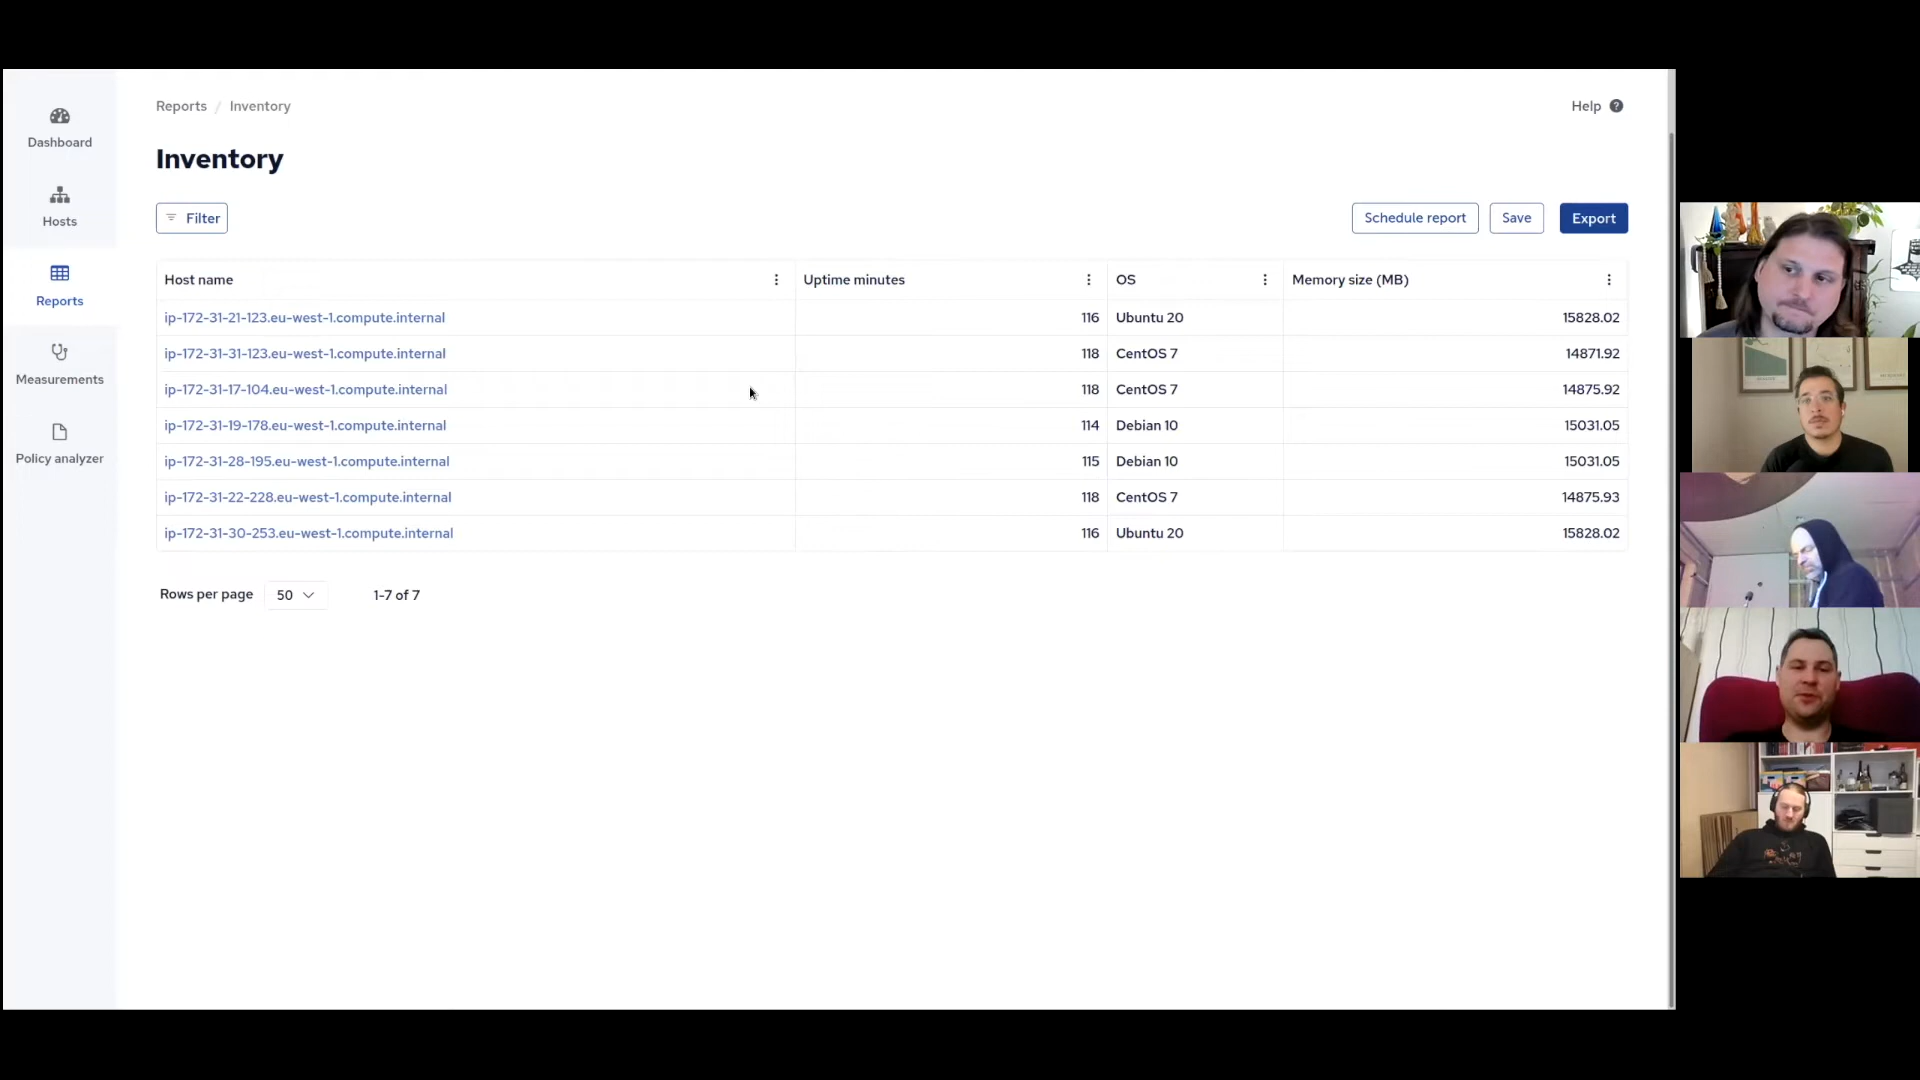 Dashboard
Hosts
Reports
Measurements
Policy analyzer
Reports / Inventory
Help
Inventory
Filter
Schedule report
Save
Export
Host name Uptime minutes OS Memory size (MB)
ip-172-31-21-123.eu-west-1.compute.internal 116 Ubuntu 20 15828.02
ip-172-31-31-123.eu-west-1.compute.internal 118 CentOS 7 14871.92
ip-172-31-17-104.eu-west-1.compute.internal 118 CentOS 7 14875.92
ip-172-31-19-178.eu-west-1.compute.internal 114 Debian 10 15031.05
ip-172-31-28-195.eu-west-1.compute.internal 115 Debian 10 15031.05
ip-172-31-22-228.eu-west-1.compute.internal 118 CentOS 7 14875.93
ip-172-31-30-253.eu-west-1.compute.internal 116 Ubuntu 20 15828.02
Rows per page 50 1-7 of 7